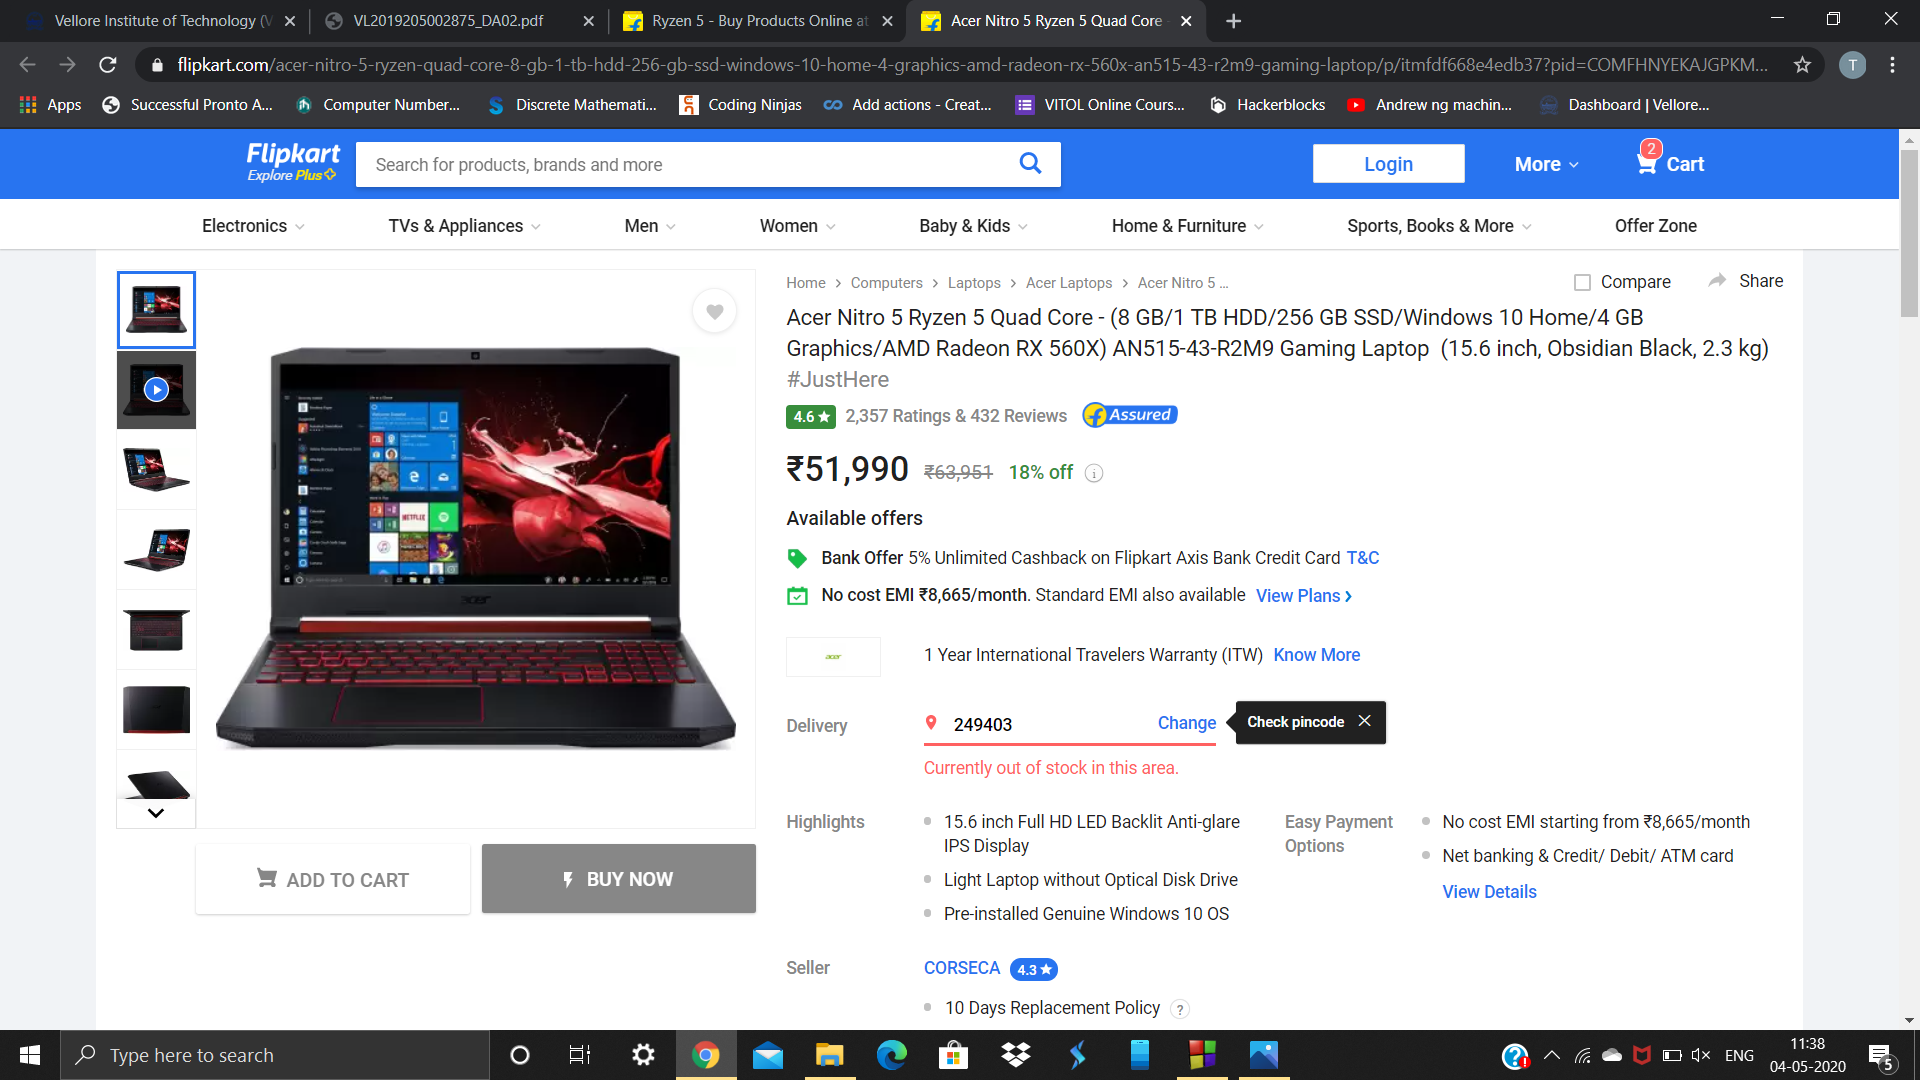 Vellore Institute of Technology (V
VL2019205002875_DA02.pdf
Ryzen 5 - Buy Products Online at
Acer Nitro 5 Ryzen 5 Quad Core
flipkart.com/acer-nitro-5-ryzen-quad-core-8-gb-1-tb-hdd-256-gb-ssd-windows-10-home-4-graphics-amd-radeon-rx-560x-an515-43-r2m9-gaming-laptop/p/itmfdf668e4edb37?pid=COMFHNYEKAJGPKM...
T
Apps
Successful Pronto A...
Computer Number...
Discrete Mathemati...
Coding Ninjas
Add actions - Creat...
VITOL Online Cours...
Hackerblocks
Andrew ng machin...
Dashboard | Vellore...
Flipkart
Explore Plus
Search for products, brands and more
Login
More
2
Cart
Electronics
TVs & Appliances
Men
Women
Baby & Kids
Home & Furniture
Sports, Books & More
Offer Zone
Home > Computers > Laptops > Acer Laptops > Acer Nitro 5 ...
Compare
Share
Acer Nitro 5 Ryzen 5 Quad Core - (8 GB/1 TB HDD/256 GB SSD/Windows 10 Home/4 GB
Graphics/AMD Radeon RX 560X) AN515-43-R2M9 Gaming Laptop (15.6 inch, Obsidian Black, 2.3 kg)
#JustHere
4.6 ★ 2,357 Ratings & 432 Reviews Assured
₹51,990 ₹63,951 18% off
Available offers
Bank Offer 5% Unlimited Cashback on Flipkart Axis Bank Credit Card T&C
No cost EMI ₹8,665/month. Standard EMI also available View Plans
NETFLIX
acer
acer
1 Year International Travelers Warranty (ITW) Know More
Delivery
249403
Change
Check pincode
Currently out of stock in this area.
Highlights
15.6 inch Full HD LED Backlit Anti-glare
IPS Display
Light Laptop without Optical Disk Drive
Pre-installed Genuine Windows 10 OS
Easy Payment
Options
No cost EMI starting from ₹8,665/month
Net banking & Credit/ Debit/ ATM card
View Details
ADD TO CART
BUY NOW
Seller
CORSECA 4.3 ★
10 Days Replacement Policy ?
Type here to search
ENG
11:38
04-05-2020
5